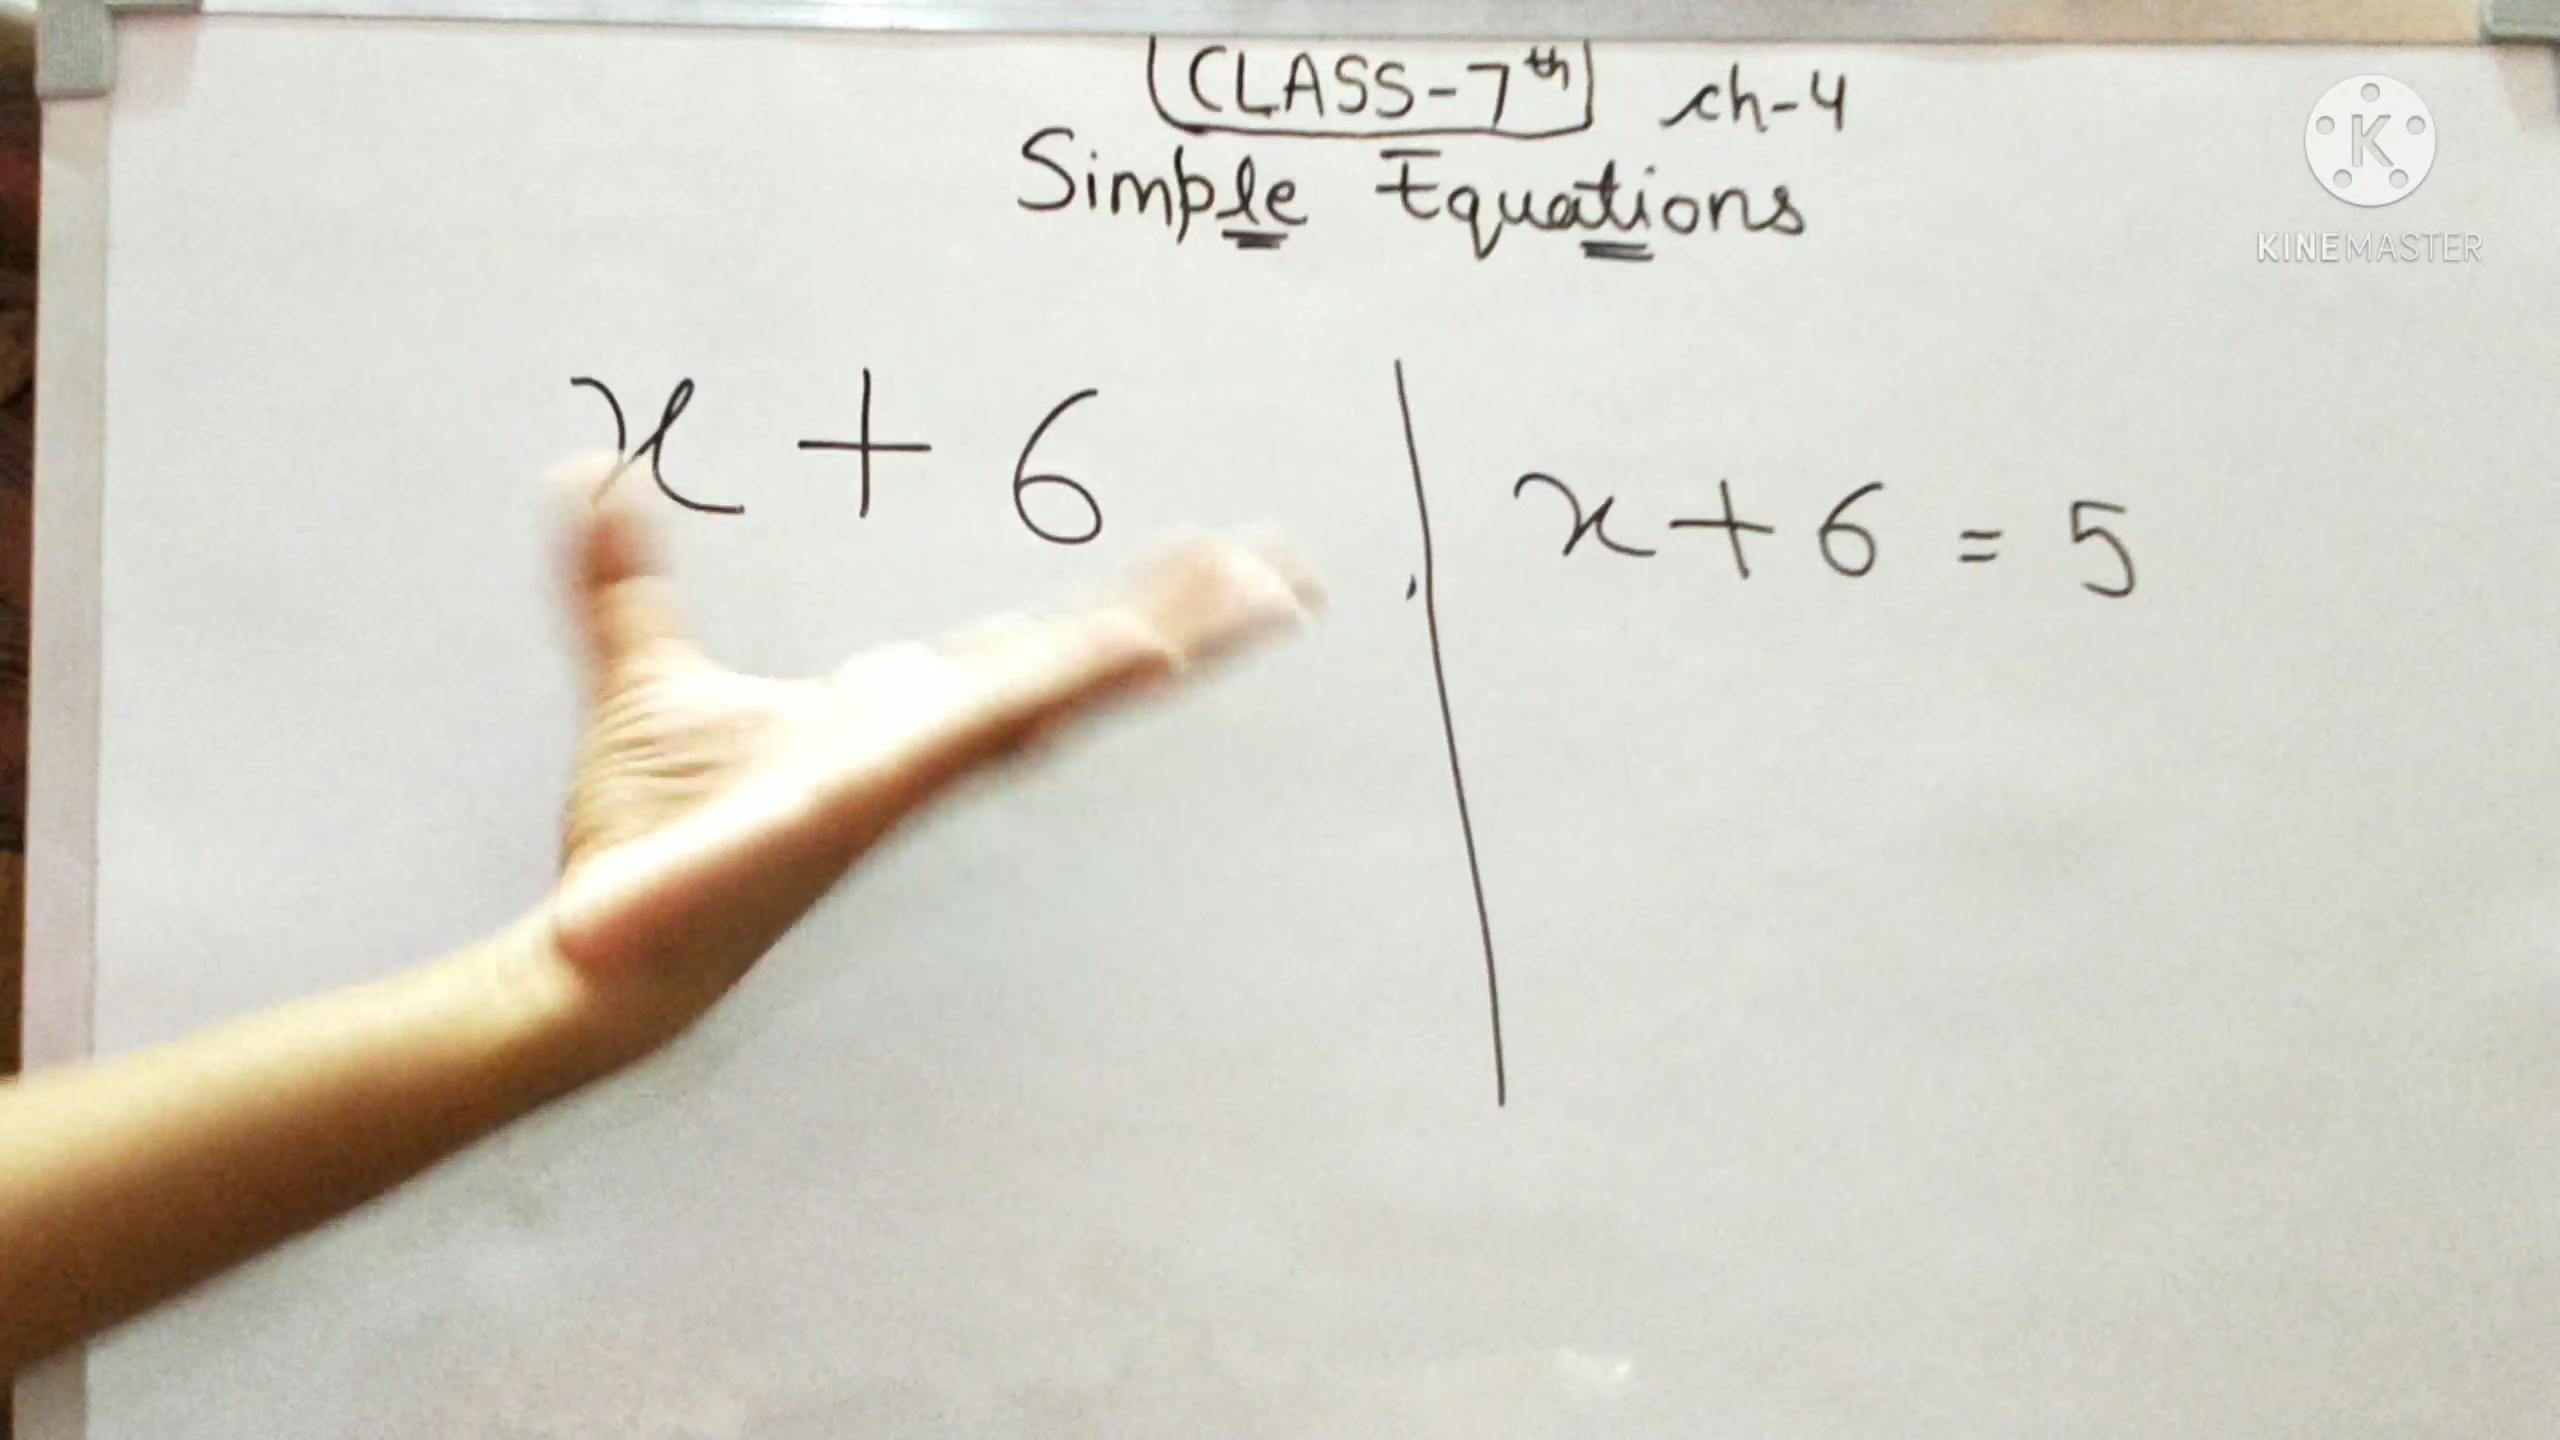 CLASS-7th ch-4
Simple Equations
KINEMASTER
x + 6
x + 6 = 5